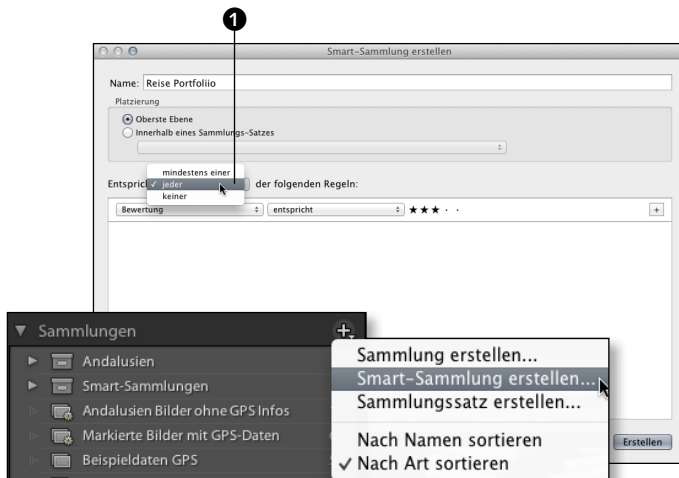 1
Smart-Sammlung erstellen
Name: Reise Portfoliio
Platzierung
Oberste Ebene
Innerhalb eines Sammlungs-Satzes
mindestens einer
Entspric ✓ jeder der folgenden Regeln:
keiner
Bewertung entspricht ★★★ · · +
Sammlungen
Andalusien
Smart-Sammlungen
Andalusien Bilder ohne GPS Infos
Markierte Bilder mit GPS-Daten
Beispieldaten GPS
Sammlung erstellen...
Smart-Sammlung erstellen...
Sammlungssatz erstellen...
Nach Namen sortieren
✓ Nach Art sortieren
Erstellen